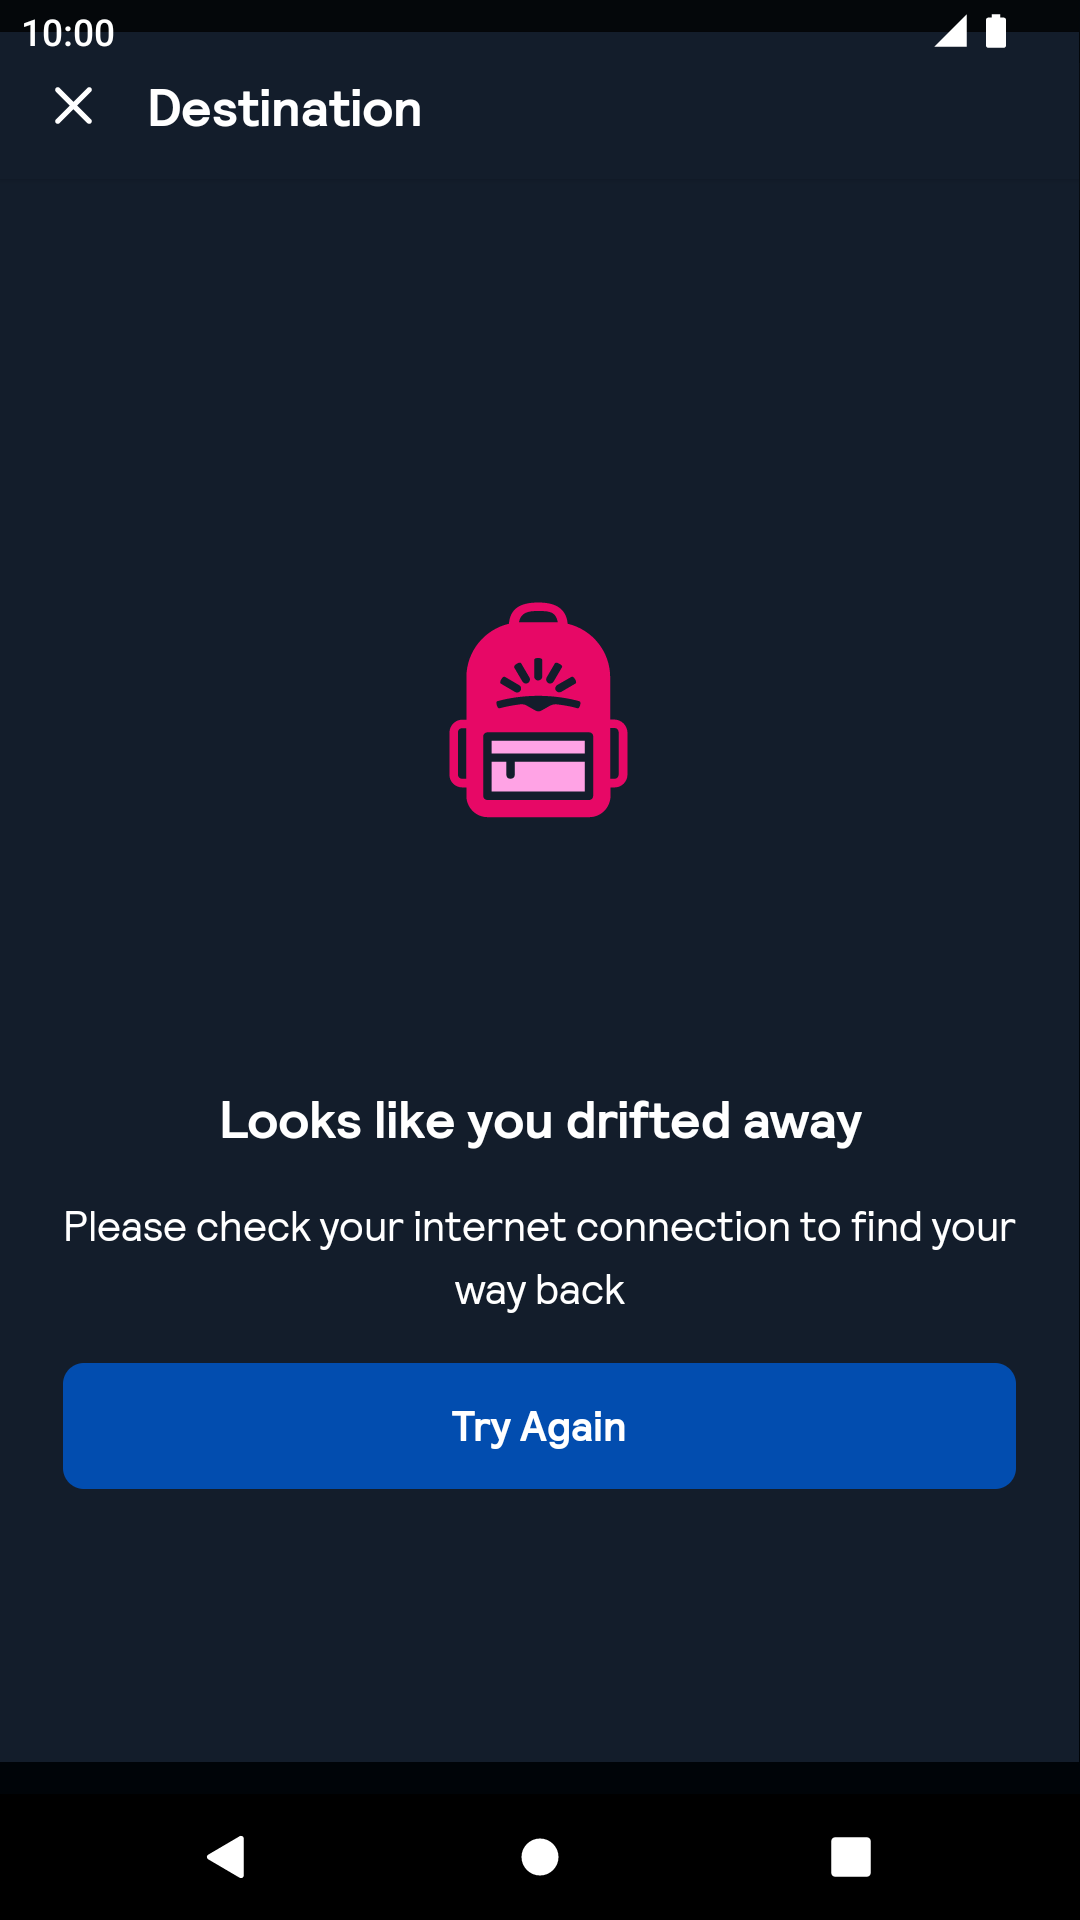 10:00
Destination
Looks like you drifted away
Please check your internet connection to find your
way back
Try Again